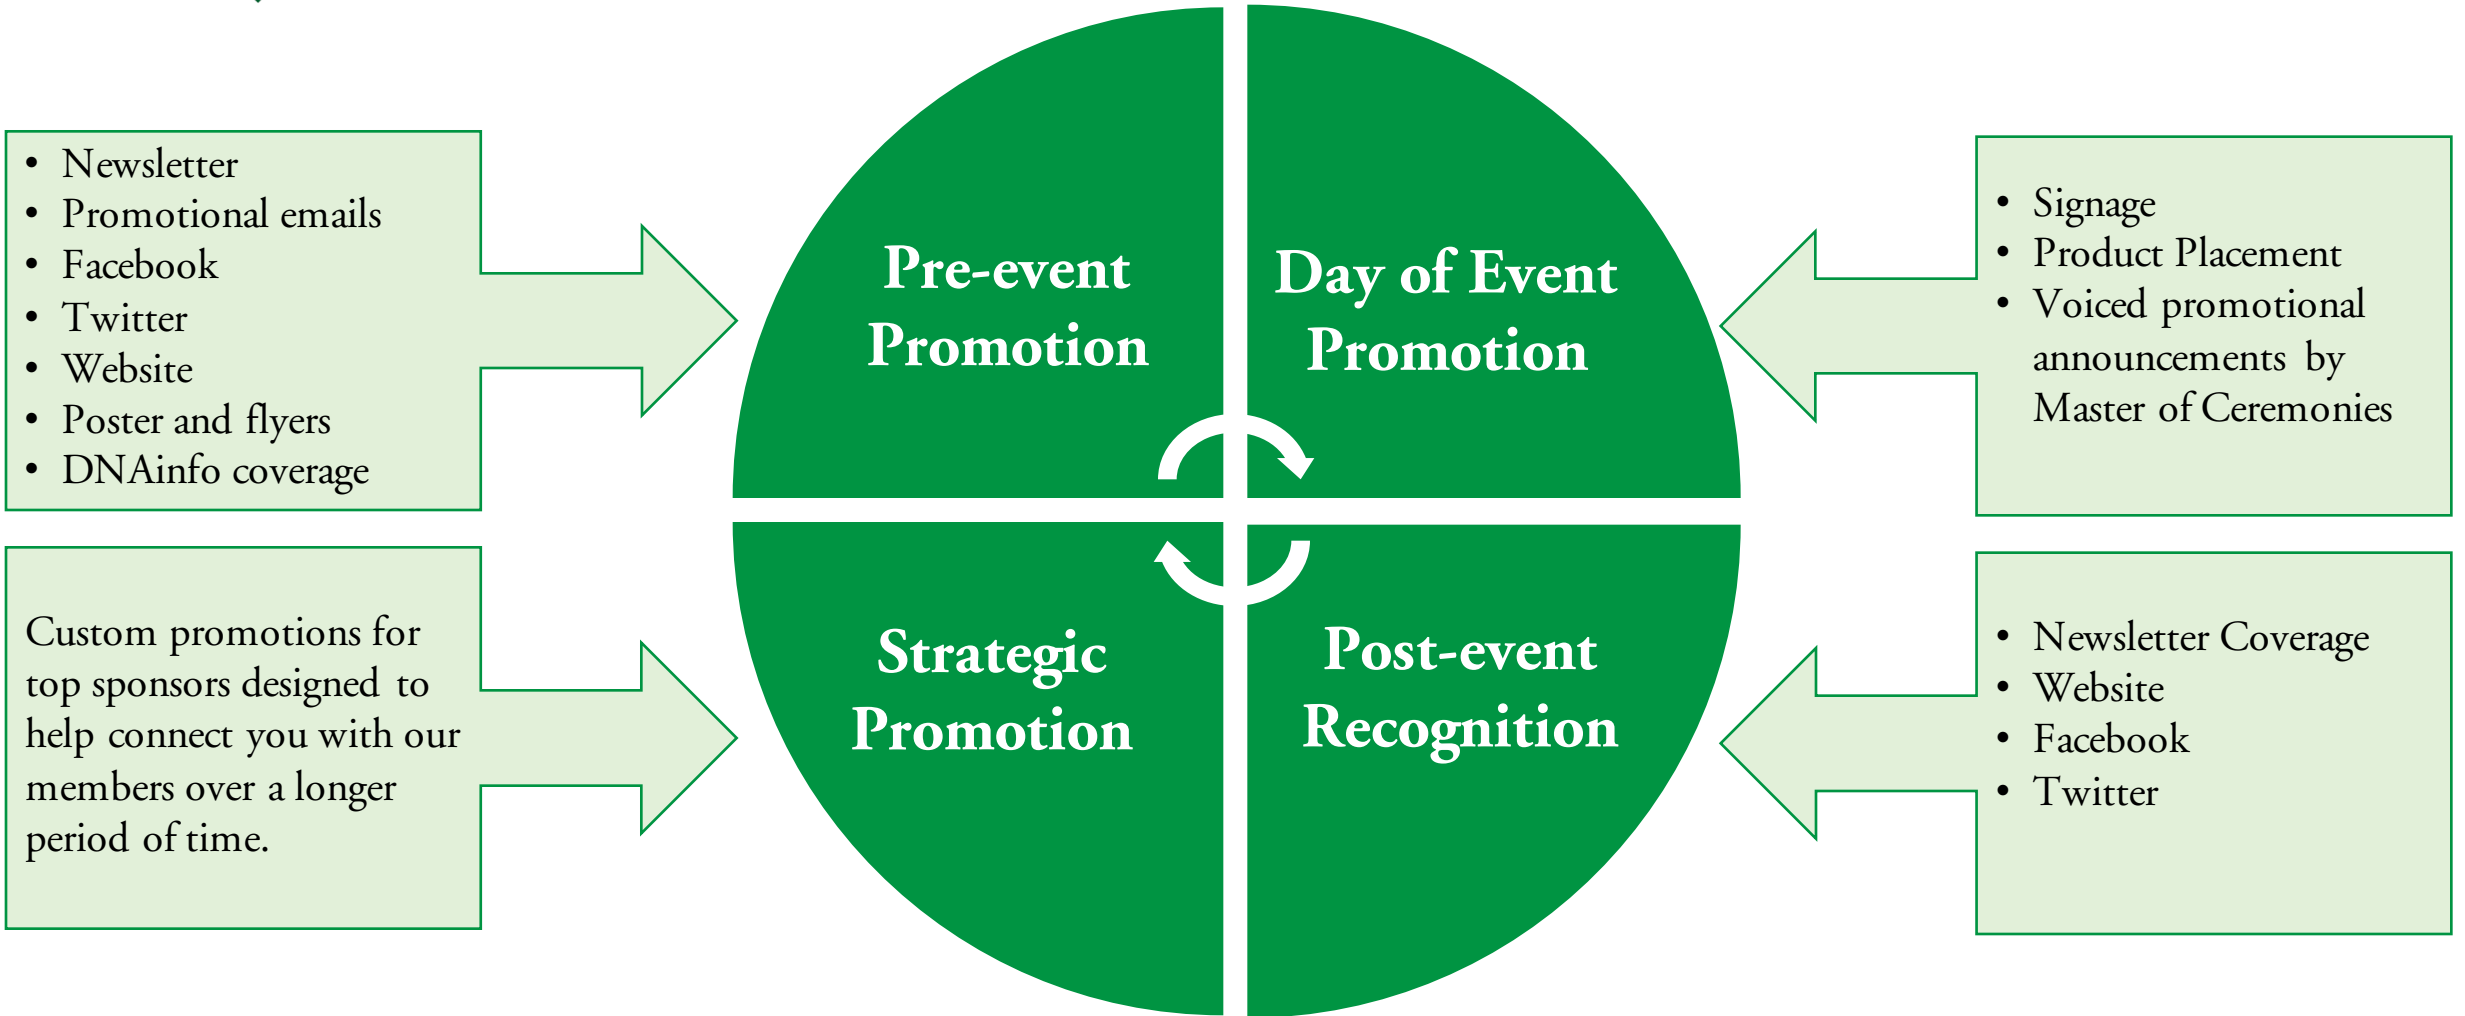 • Newsletter
• Promotional emails
• Facebook
• Twitter
• Website
• Poster and flyers
• DNAinfo coverage
Pre-event
Promotion
Day of Event
Promotion
• Signage
• Product Placement
• Voiced promotional
announcements by
Master of Ceremonies
Custom promotions for
top sponsors designed to
help connect you with our
members over a longer
period of time.
Strategic
Promotion
Post-event
Recognition
• Newsletter Coverage
• Website
• Facebook
• Twitter